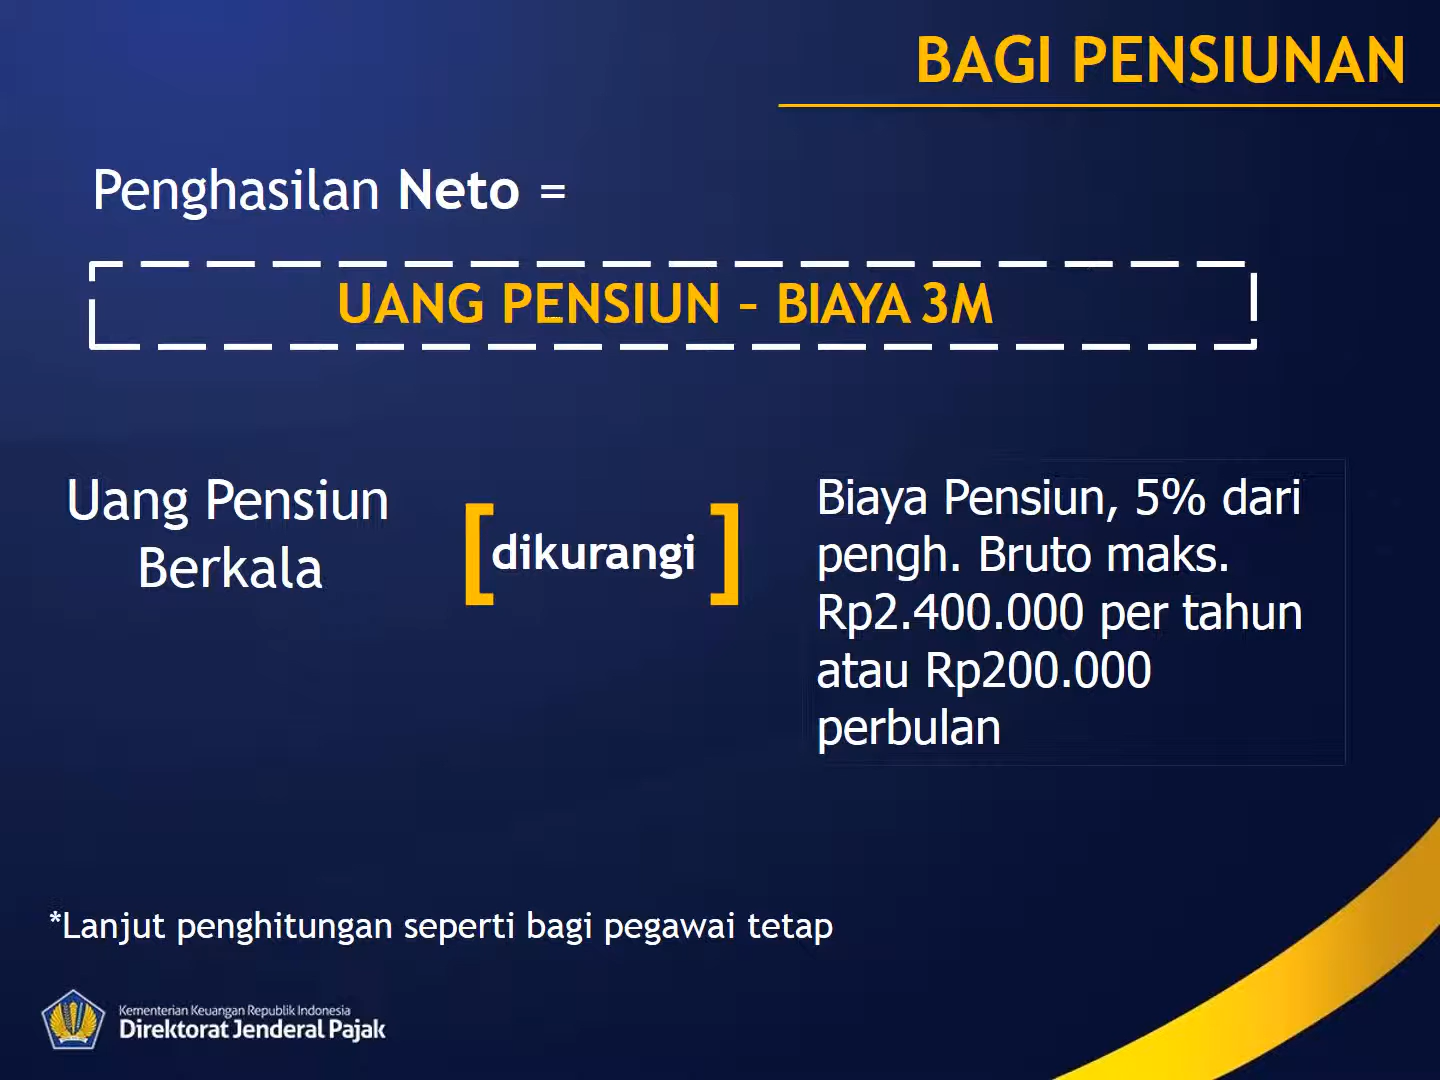 BAGI PENSIUNAN
Penghasilan Neto =
UANG PENSIUN – BIAYA 3M
Uang Pensiun
Berkala
[dikurangi]
Biaya Pensiun, 5% dari
pengh. Bruto maks.
Rp2.400.000 per tahun
atau Rp200.000
perbulan
*Lanjut penghitungan seperti bagi pegawai tetap
Kementerian Keuangan Republik Indonesia
Direktorat Jenderal Pajak